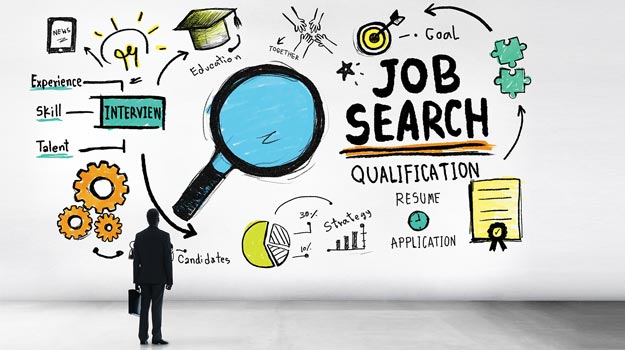 NEWS
Education
TOGETHER
GOAL
Experience
Skill
INTERVIEW
Talent
JOB
SEARCH
QUALIFICATION
RESUME
APPLICATION
Candidates
30%
10%
Strategy